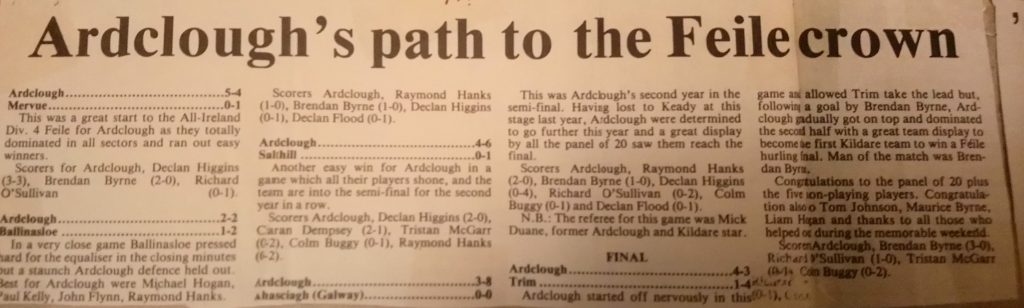 Ardclough's path to the Feile crown
Ardclough 5-4
Mervue 0-1
This was a great start to the All-Ireland
Div. 4 Feile for Ardclough as they totally
dominated in all sectors and ran out easy
winners.
Scorers for Ardclough, Declan Higgins
(3-3), Brendan Byrne (2-0), Richard
O'Sullivan (0-1).
Ardclough 2-2
Ballinasloe 1-2
In a very close game Ballinasloe pressed
hard for the equaliser in the closing minutes
but a staunch Ardclough defence held out.
Best for Ardclough were Michael Hogan,
Paul Kelly, John Flynn, Raymond Hanks.
Scorers Ardclough, Raymond Hanks
(1-0), Brendan Byrne (1-0), Declan Higgins
(0-1), Declan Flood (0-1).
Ardclough 4-6
Salthill 0-1
Another easy win for Ardclough in a
game which all their players shone, and the
team are into the semi-final for the second
year in a row.
Scorers Ardclough, Declan Higgins (2-0),
Caran Dempsey (2-1), Tristan McGarr
(0-2), Colm Buggy (0-1), Raymond Hanks
(6-2).
Ardclough 3-8
Ahasciagh (Galway) 0-0
This was Ardclough's second year in the
semi-final. Having lost to Keady at this
stage last year, Ardclough were determined
to go further this year and a great display
by all the panel of 20 saw them reach the
final.
Scorers Ardclough, Raymond Hanks
(2-0), Brendan Byrne (1-0), Declan Higgins
(0-4), Richard O'Sullivan (0-2), Colm
Buggy (0-1) and Declan Flood (0-1).
N.B.: The referee for this game was Mick
Duane, former Ardclough and Kildare star.
FINAL
Ardclough 4-3
Trim 1-4
Ardclough started off nervously in this
game and allowed Trim take the lead but,
following a goal by Brendan Byrne, Ard-
clough gradually got on top and dominated
the second half with a great team display to
become first Kildare team to win a Féile
hurling final. Man of the match was Bren-
dan Byrne,
Congratulations to the panel of 20 plus
the five non-playing players. Congratula-
tion also to Tom Johnson, Maurice Byrne,
Liam Hogan and thanks to all those who
helped during the memorable weekend.
Scorers Ardclough, Brendan Byrne (3-0),
Richard O'Sullivan (1-0), Tristan McGarr
(0-1), Colm Buggy (0-2).